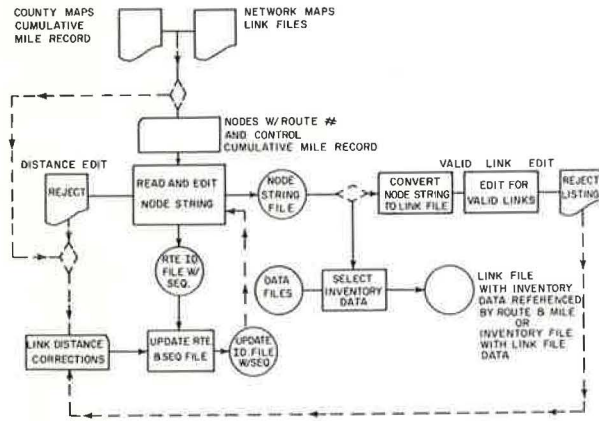 COUNTY MAPS
CUMULATIVE
MILE RECORD
NETWORK MAPS
LINK FILES
NODES W/ROUTE #
AND CONTROL
CUMULATIVE MILE RECORD
DISTANCE EDIT
REJECT
READ AND EDIT
NODE STRING
NODE
STRING
FILE
VALID LINK EDIT
CONVERT
NODE STRING
TO LINK FILE
EDIT FOR
VALID LINKS
REJECT
LISTING
RTE ID
FILE W/
SEQ.
DATA
FILES
SELECT
INVENTORY
DATA
LINK FILE
WITH INVENTORY
DATA REFERENCED
BY ROUTE & MILE
OR
INVENTORY FILE
WITH LINK FILE
DATA
LINK DISTANCE
CORRECTIONS
UPDATE RTE
& SEQ FILE
UPDATE
ID. FILE
W/SEQ.